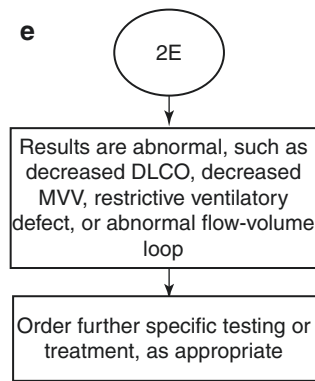 e
2E
Results are abnormal, such as
decreased DLCO, decreased
MVV, restrictive ventilatory
defect, or abnormal flow-volume
loop
Order further specific testing or
treatment, as appropriate